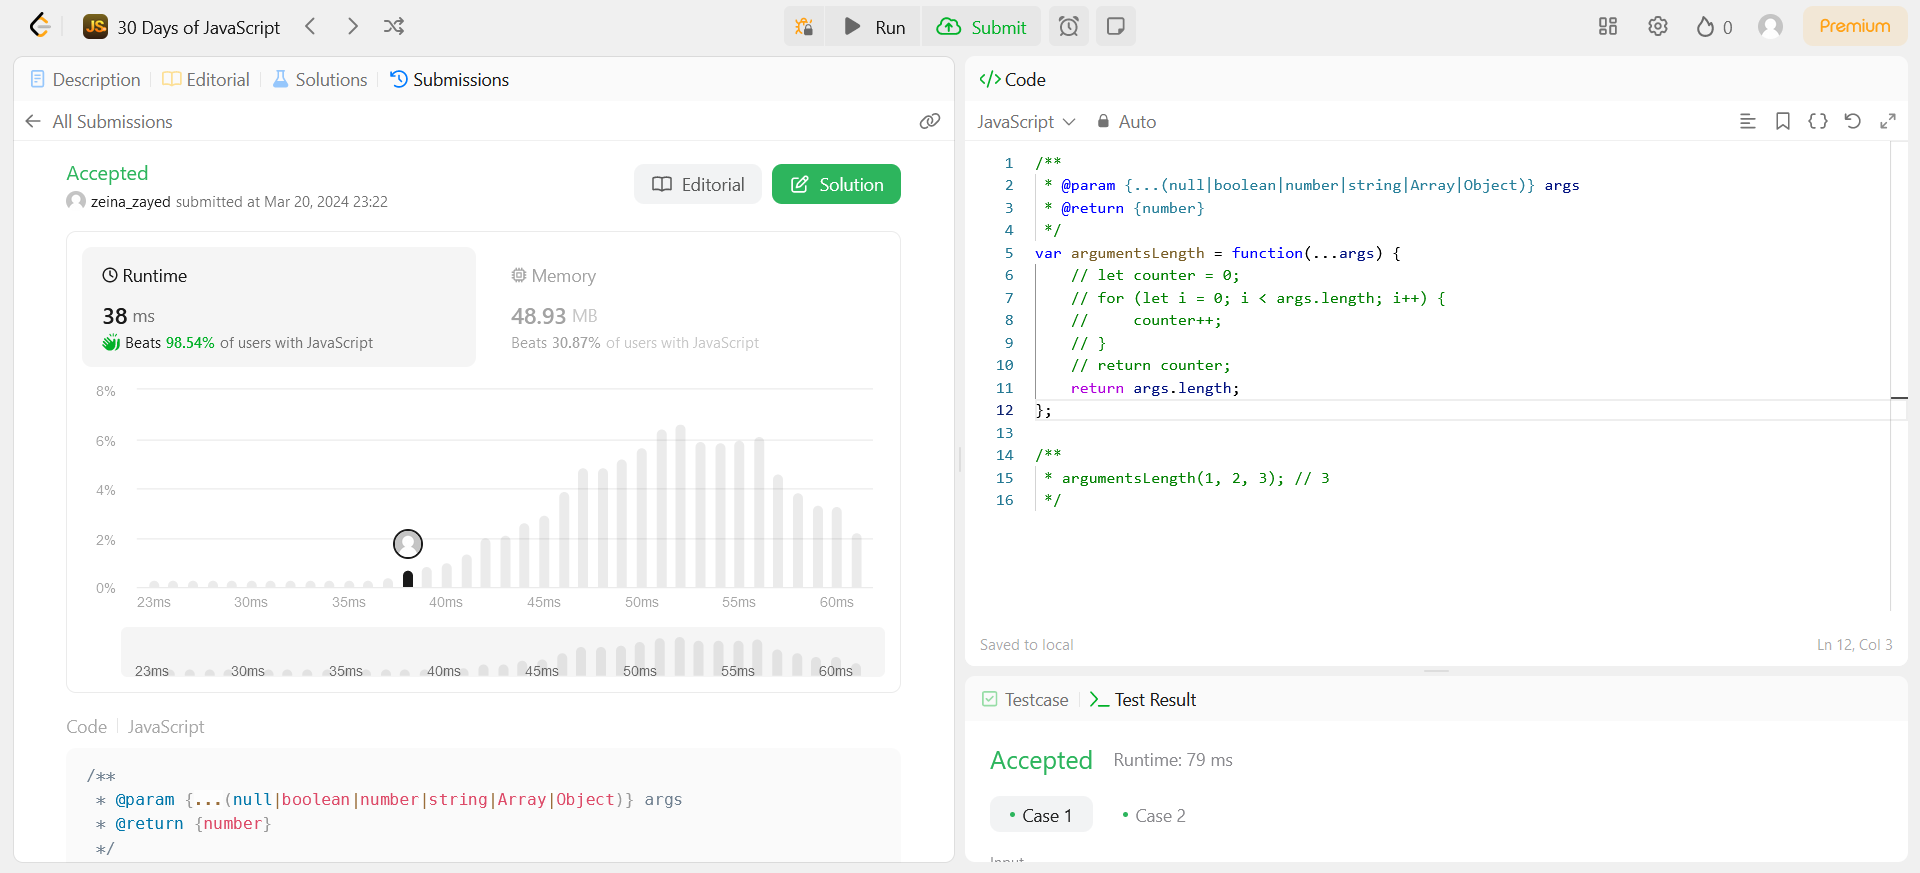 JS 30 Days of JavaScript
Run
Submit
0
Premium
Description
Editorial
Solutions
Submissions
All Submissions
Accepted
zeina_zayed submitted at Mar 20, 2024 23:22
Editorial
Solution
Runtime
38 ms
Beats 98.54% of users with JavaScript
Memory
48.93 MB
Beats 30.87% of users with JavaScript
8%
6%
4%
2%
0%
23ms 30ms 35ms 40ms 45ms 50ms 55ms 60ms
23ms 30ms 35ms 40ms 45ms 50ms 55ms 60ms
Code JavaScript
/**
 * @param {...(null|boolean|number|string|Array|Object)} args
 * @return {number}
 */
</> Code
JavaScript
Auto
1 /**
2  * @param {...(null|boolean|number|string|Array|Object)} args
3  * @return {number}
4  */
5 var argumentsLength = function(...args) {
6     // let counter = 0;
7     // for (let i = 0; i < args.length; i++) {
8     //     counter++;
9     // }
10     // return counter;
11     return args.length;
12 };
13
14 /**
15  * argumentsLength(1, 2, 3); // 3
16  */
Saved to local
Ln 12, Col 3
Testcase
Test Result
Accepted Runtime: 79 ms
• Case 1
• Case 2
Input